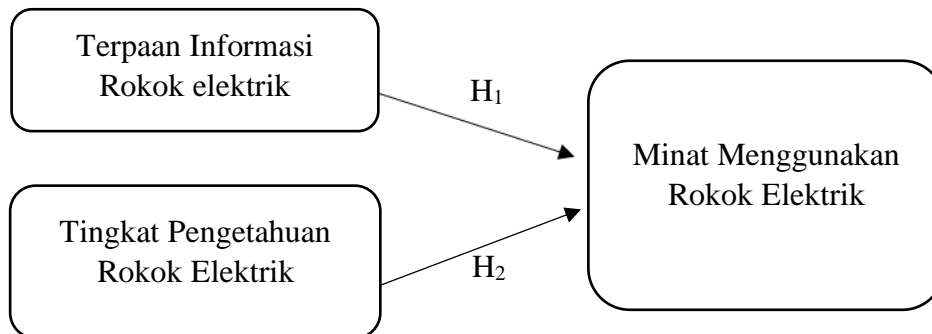 Terpaan Informasi
Rokok elektrik
H₁
Minat Menggunakan
Rokok Elektrik
Tingkat Pengetahuan
Rokok Elektrik
H₂